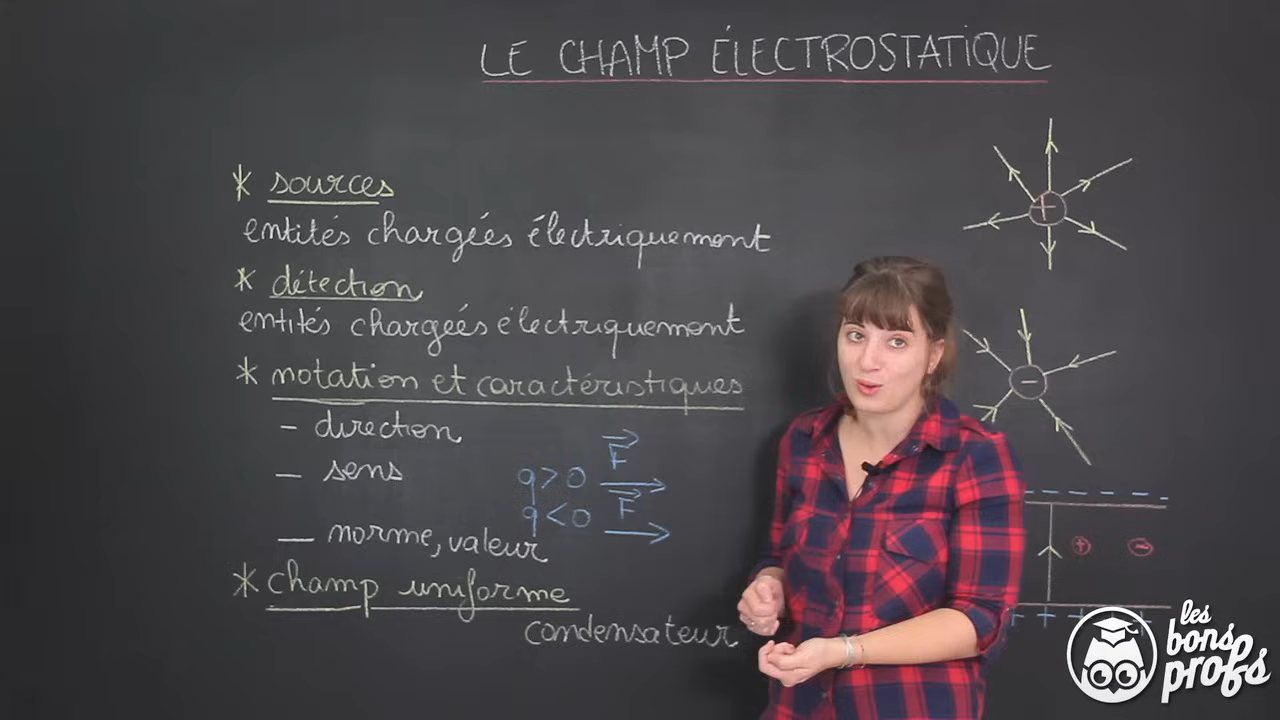 LE CHAMP ÉLECTROSTATIQUE
* sources
entités chargées électriquement
* détection
entités chargées électriquement
* notation et caractéristiques
- direction
- sens
q > 0 F
q < 0 F
- norme, valeur
* champ uniforme
condensateur
+
-
- - - - -
+ -
+ + + + +
les bons profs